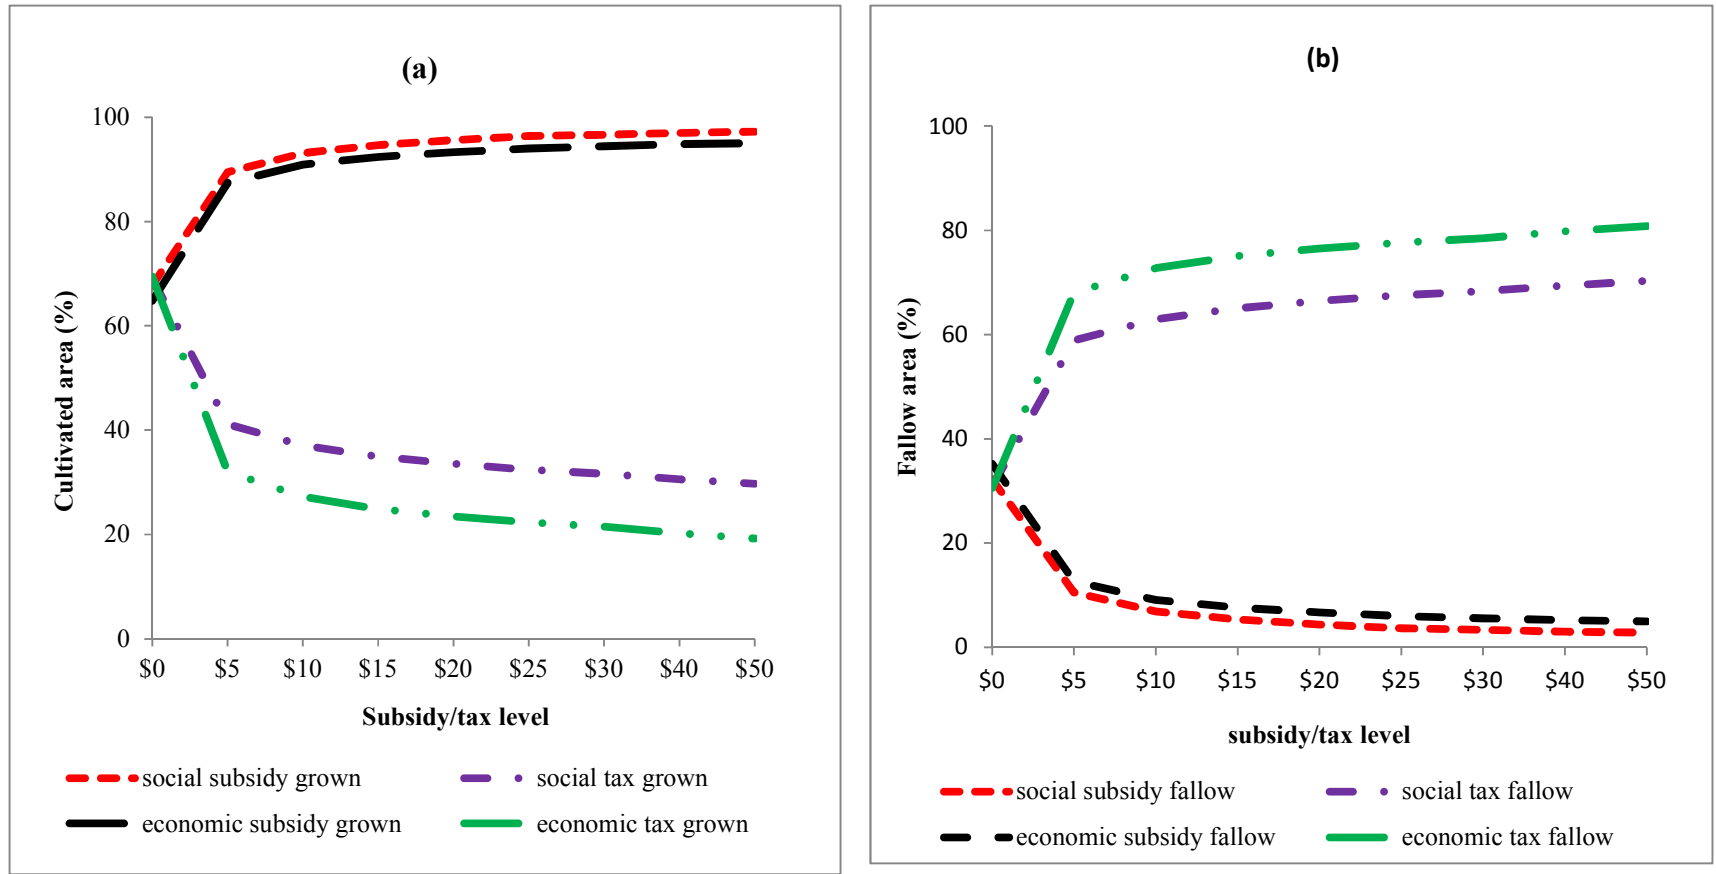 (a)
Cultivated area (%)
100
80
60
40
20
0
$0 $5 $10 $15 $20 $25 $30 $40 $50
Subsidy/tax level
social subsidy grown social tax grown
economic subsidy grown economic tax grown
(b)
Fallow area (%)
100
80
60
40
20
0
$0 $5 $10 $15 $20 $25 $30 $40 $50
subsidy/tax level
social subsidy fallow social tax fallow
economic subsidy fallow economic tax fallow